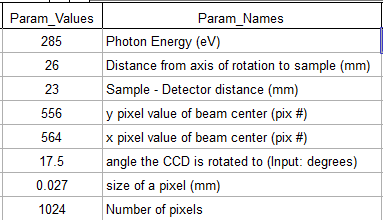 Param_Values Param_Names
285 Photon Energy (eV)
26 Distance from axis of rotation to sample (mm)
23 Sample - Detector distance (mm)
556 y pixel value of beam center (pix #)
564 x pixel value of beam center (pix #)
17.5 angle the CCD is rotated to (Input: degrees)
0.027 size of a pixel (mm)
1024 Number of pixels